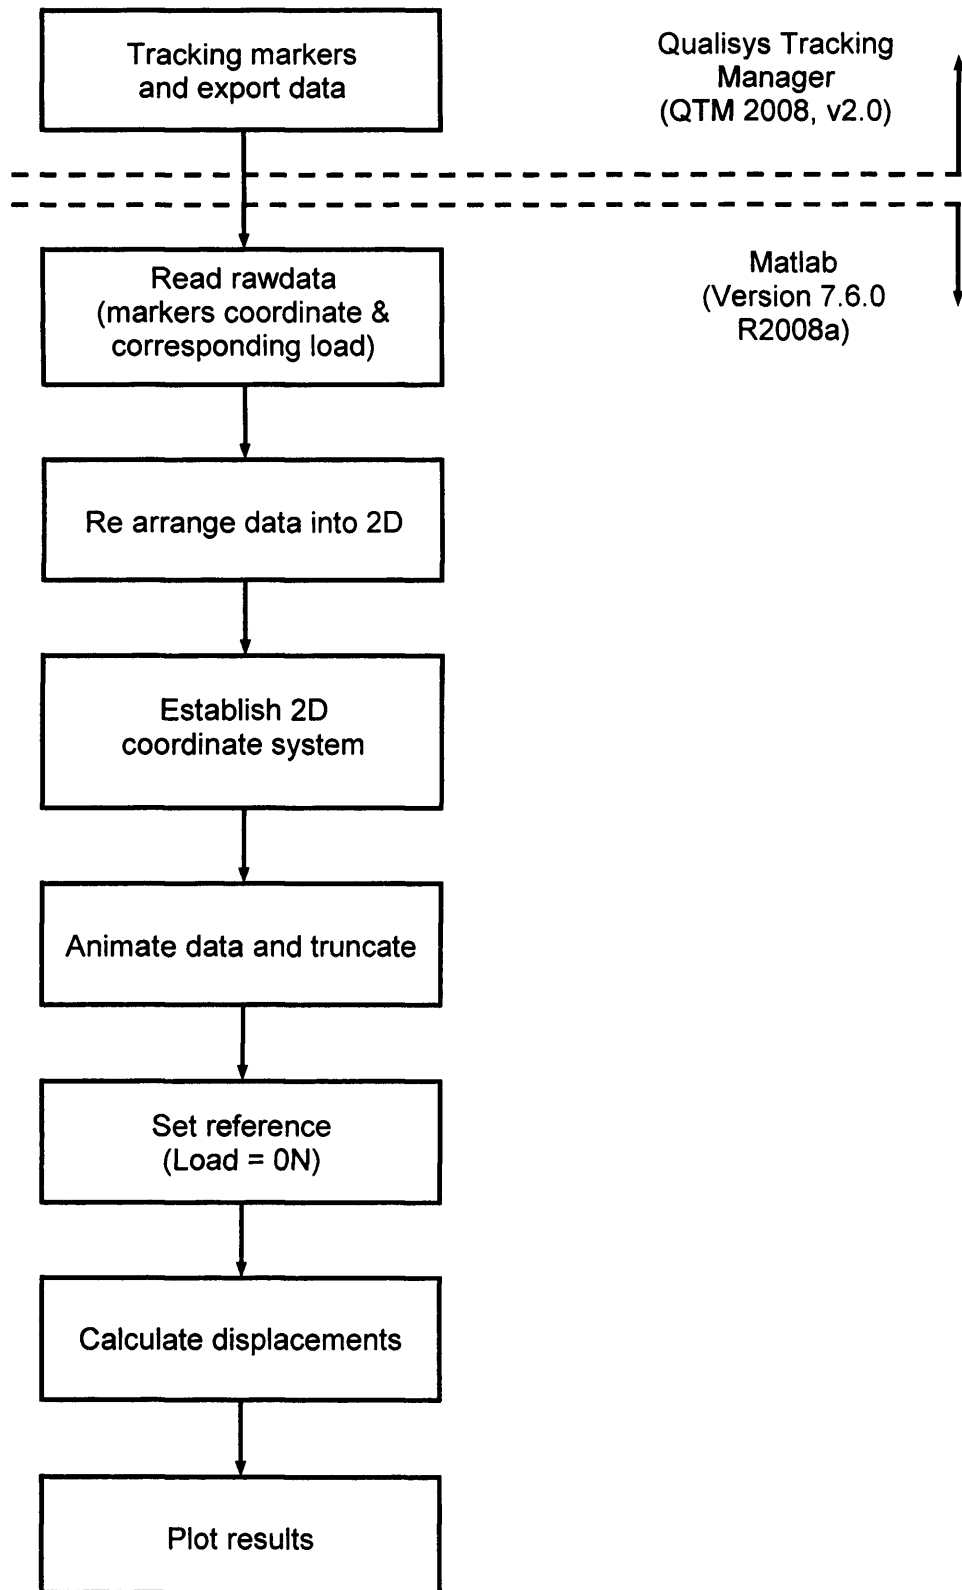 Tracking markers
and export data
Qualisys Tracking
Manager
(QTM 2008, v2.0)
Read rawdata
(markers coordinate &
corresponding load)
Matlab
(Version 7.6.0
R2008a)
Re arrange data into 2D
Establish 2D
coordinate system
Animate data and truncate
Set reference
(Load = 0N)
Calculate displacements
Plot results